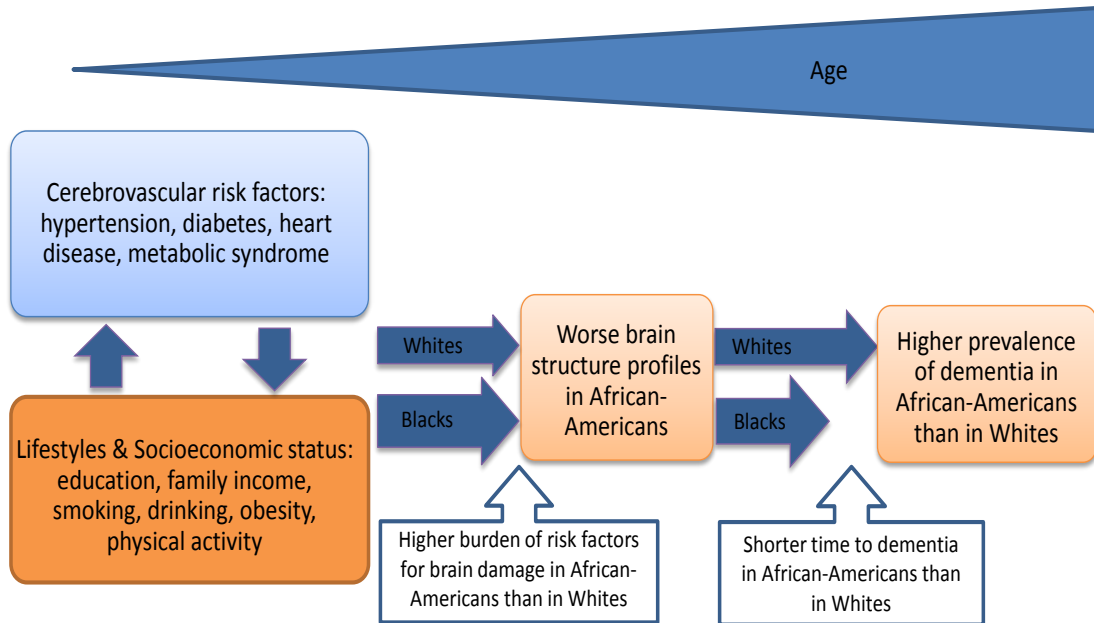 Age
Cerebrovascular risk factors:
hypertension, diabetes, heart
disease, metabolic syndrome
Lifestyles & Socioeconomic status:
education, family income,
smoking, drinking, obesity,
physical activity
Whites
Blacks
Worse brain
structure profiles
in African-
Americans
Whites
Blacks
Higher prevalence
of dementia in
African-Americans
than in Whites
Higher burden of risk factors
for brain damage in African-
Americans than in Whites
Shorter time to dementia
in African-Americans than
in Whites